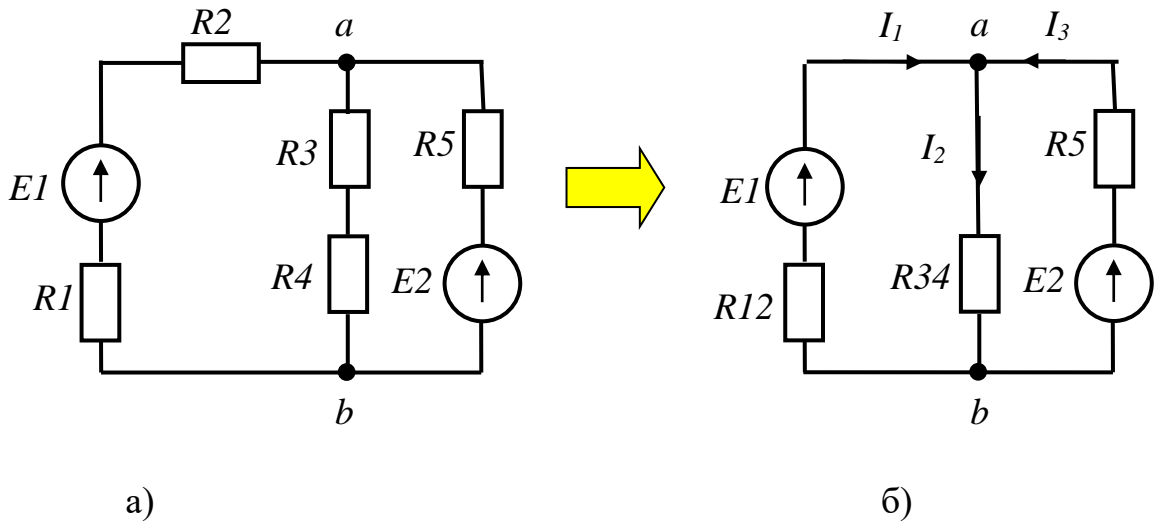 R2 a I1 a I3
R3 R5 I2 R5
E1 E1
R1 R4 E2 R12 R34 E2
b b
а) б)